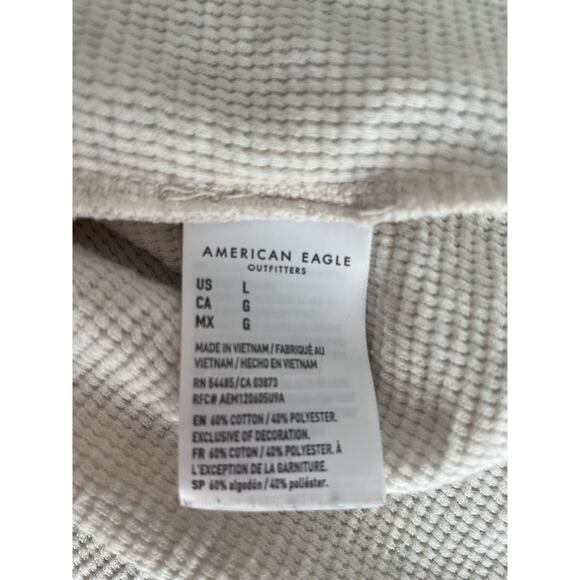 AMERICAN EAGLE
OUTFITTERS
US L
CA G
MX G
MADE IN VIETNAM / FABRIQUÉ AU
VIETNAM / HECHO EN VIETNAM
RN 54485/CA 03873
RFC# AEM120605U9A
EN 60% COTTON / 40% POLYESTER.
EXCLUSIVE OF DECORATION.
FR 60% COTON / 40% POLYESTER. À
L'EXCEPTION DE LA GARNITURE.
SP 60% algodón / 40% poliéster.